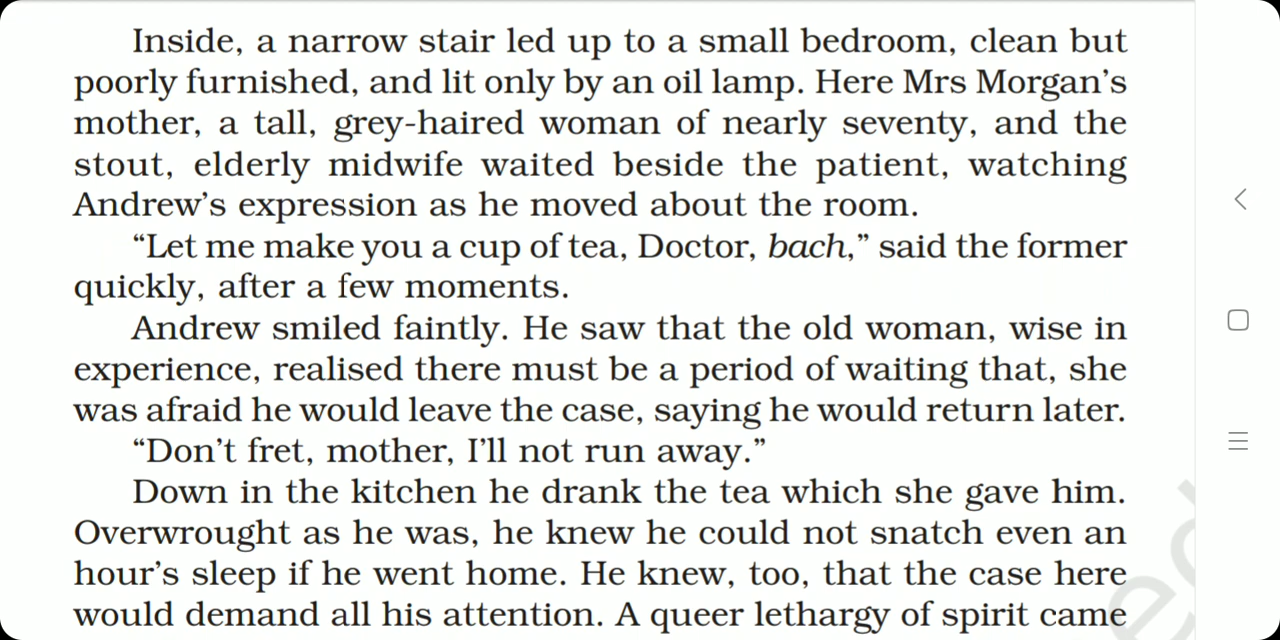 Inside, a narrow stair led up to a small bedroom, clean but
poorly furnished, and lit only by an oil lamp. Here Mrs Morgan’s
mother, a tall, grey-haired woman of nearly seventy, and the
stout, elderly midwife waited beside the patient, watching
Andrew’s expression as he moved about the room.
“Let me make you a cup of tea, Doctor, bach,” said the former
quickly, after a few moments.
Andrew smiled faintly. He saw that the old woman, wise in
experience, realised there must be a period of waiting that, she
was afraid he would leave the case, saying he would return later.
“Don’t fret, mother, I’ll not run away.”
Down in the kitchen he drank the tea which she gave him.
Overwrought as he was, he knew he could not snatch even an
hour’s sleep if he went home. He knew, too, that the case here
would demand all his attention. A queer lethargy of spirit came